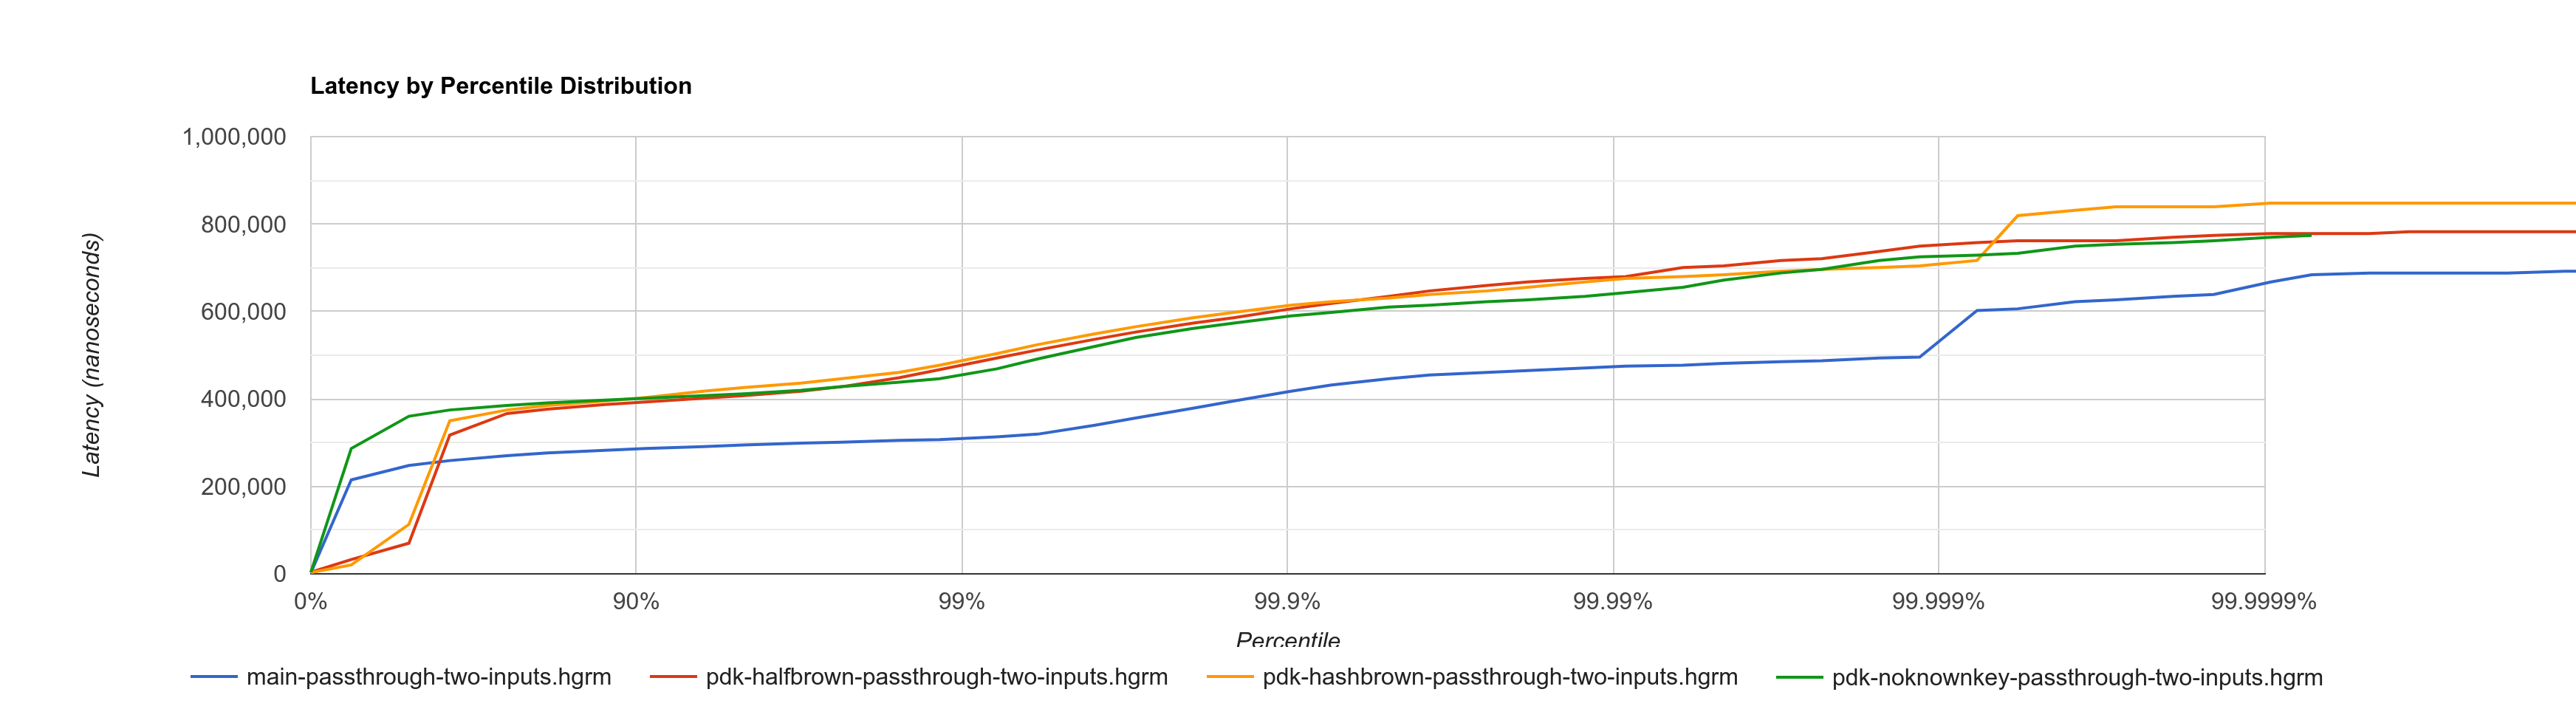 Latency by Percentile Distribution
1,000,000
800,000
600,000
400,000
200,000
0
Latency (nanoseconds)
0% 90% 99% 99.9% 99.99% 99.999% 99.9999%
Percentile
main-passthrough-two-inputs.hgrm pdk-halfbrown-passthrough-two-inputs.hgrm pdk-hashbrown-passthrough-two-inputs.hgrm pdk-noknownkey-passthrough-two-inputs.hgrm